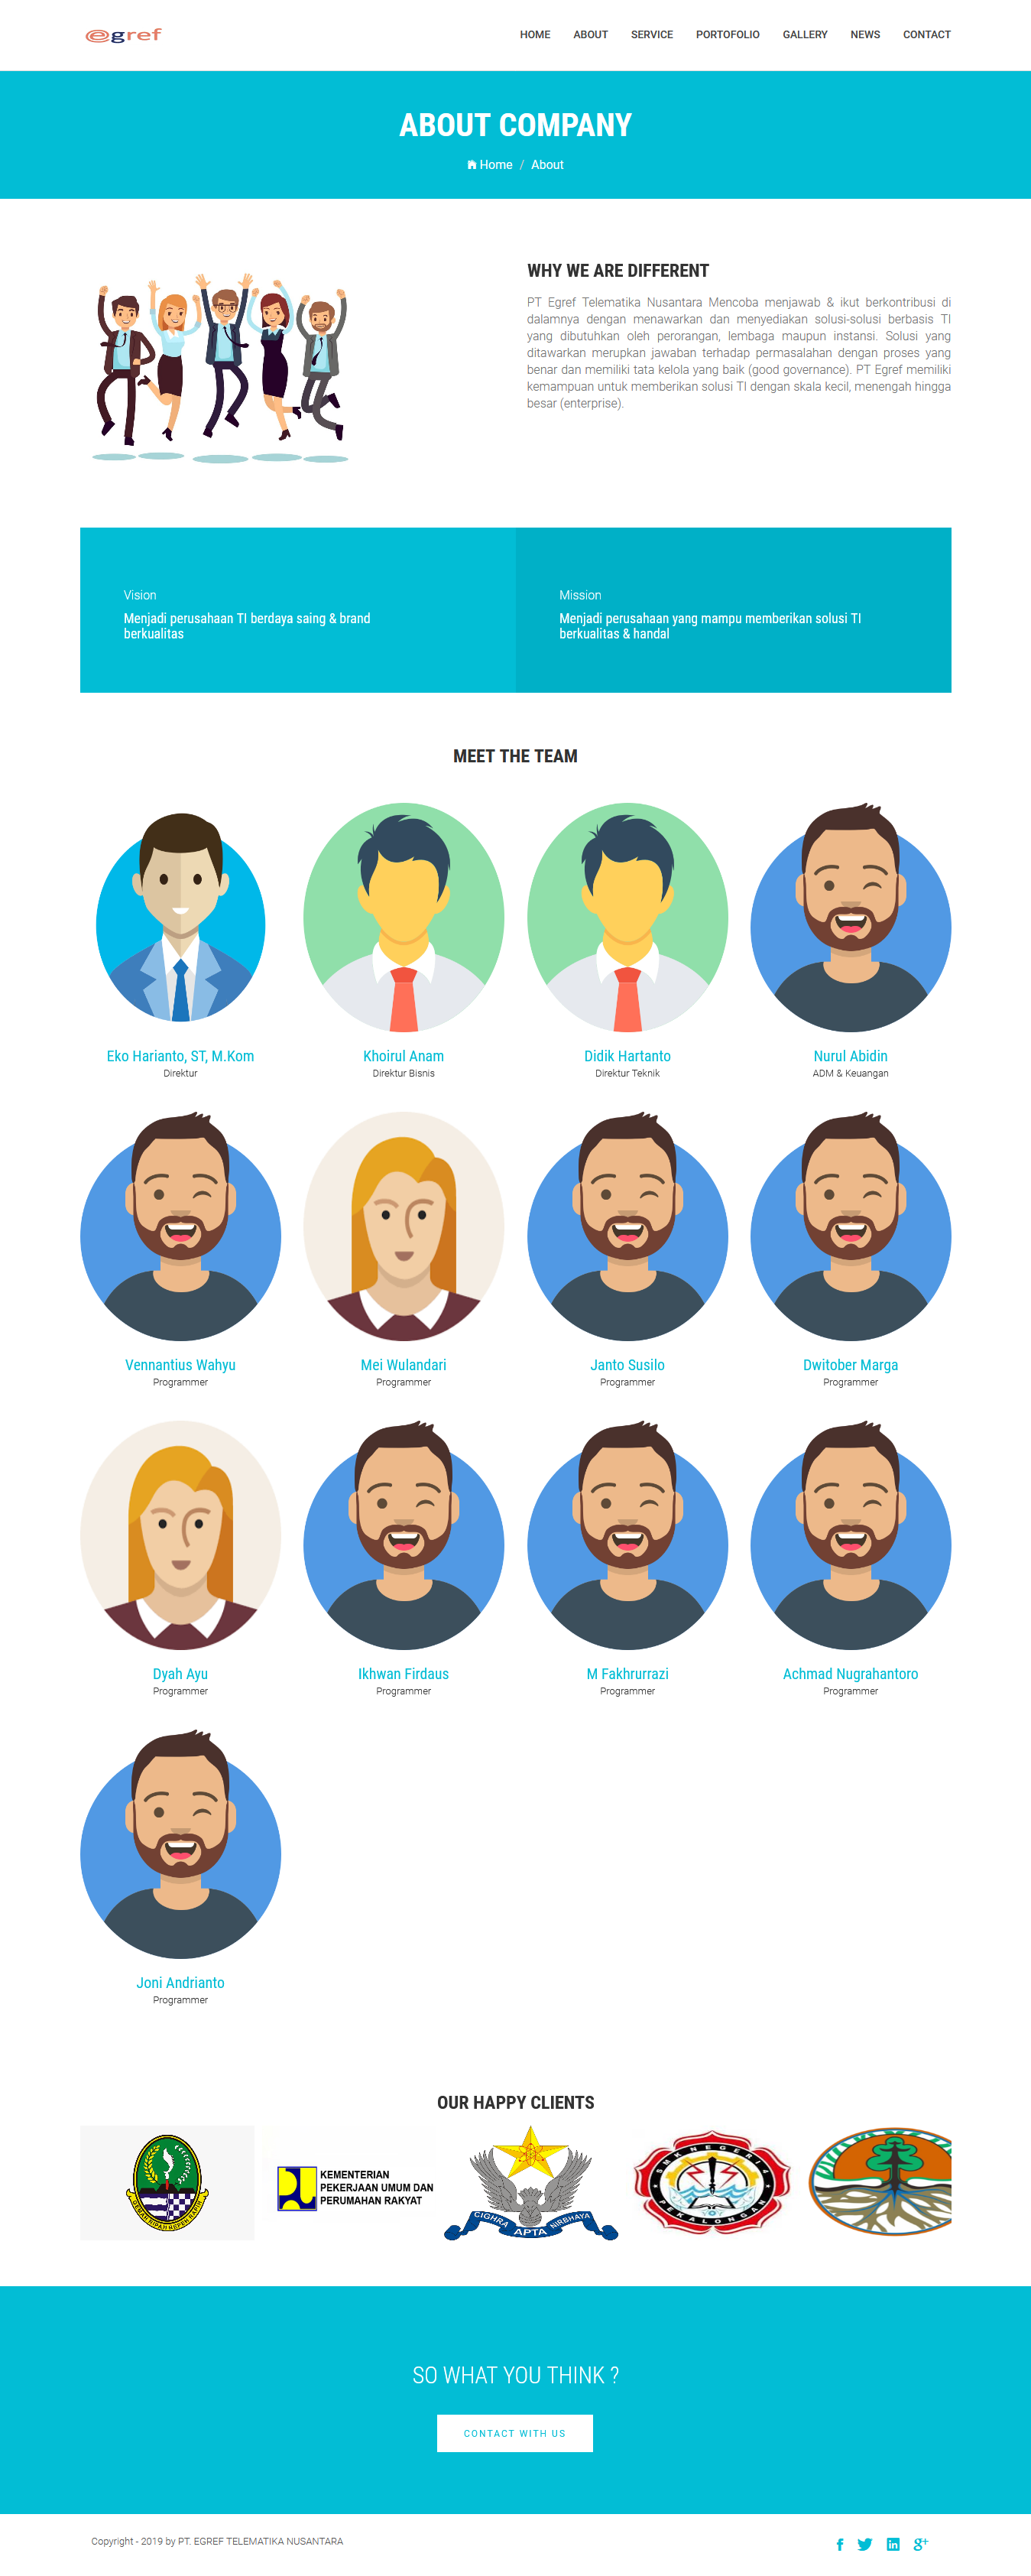 egref
HOME ABOUT SERVICE PORTOFOLIO GALLERY NEWS CONTACT
ABOUT COMPANY
Home / About
WHY WE ARE DIFFERENT
PT Egref Telematika Nusantara Mencoba menjawab & ikut berkontribusi di
dalamnya dengan menawarkan dan menyediakan solusi-solusi berbasis TI
yang dibutuhkan oleh perorangan, lembaga maupun instansi. Solusi yang
ditawarkan merupkan jawaban terhadap permasalahan dengan proses yang
benar dan memiliki tata kelola yang baik (good governance). PT Egref memiliki
kemampuan untuk memberikan solusi TI dengan skala kecil, menengah hingga
besar (enterprise).
Vision
Menjadi perusahaan TI berdaya saing & brand
berkualitas
Mission
Menjadi perusahaan yang mampu memberikan solusi TI
berkualitas & handal
MEET THE TEAM
Eko Harianto, ST, M.Kom
Direktur
Khoirul Anam
Direktur Bisnis
Didik Hartanto
Direktur Teknik
Nurul Abidin
ADM & Keuangan
Vennantius Wahyu
Programmer
Mei Wulandari
Programmer
Janto Susilo
Programmer
Dwitober Marga
Programmer
Dyah Ayu
Programmer
Ikhwan Firdaus
Programmer
M Fakhrurrazi
Programmer
Achmad Nugrahantoro
Programmer
Joni Andrianto
Programmer
OUR HAPPY CLIENTS
GEMAH RIPAH REPEH RAPIH
KEMENTERIAN
PEKERJAAN UMUM DAN
PERUMAHAN RAKYAT
CIGHRA APTA NIRBHAYA
SMK NEGERI 4
PEKALONGAN
SO WHAT YOU THINK ?
CONTACT WITH US
Copyright - 2019 by PT. EGREF TELEMATIKA NUSANTARA